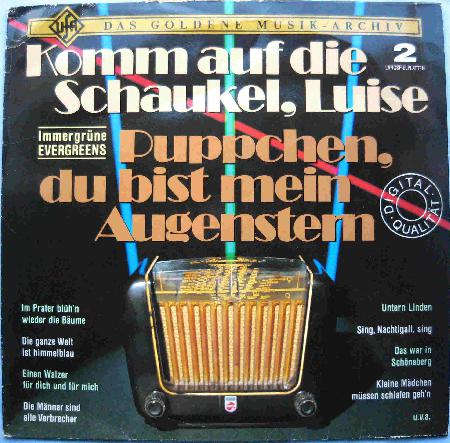 UFA
DAS GOLDENE MUSIK-ARCHIV
Komm auf die
Schaukel, Luise
2
LANGSPIELPLATTEN
Immergrüne
EVERGREENS
Puppchen,
du bist mein
Augenstern
DIGITAL-
QUALITÄT
Im Prater blüh'n
wieder die Bäume
Die ganze Welt
ist himmelblau
Einen Walzer
für dich und für mich
Die Männer sind
alle Verbrecher
Untern Linden
Sing, Nachtigall, sing
Das war in
Schöneberg
Kleine Mädchen
müssen schlafen geh'n
u.v.a.